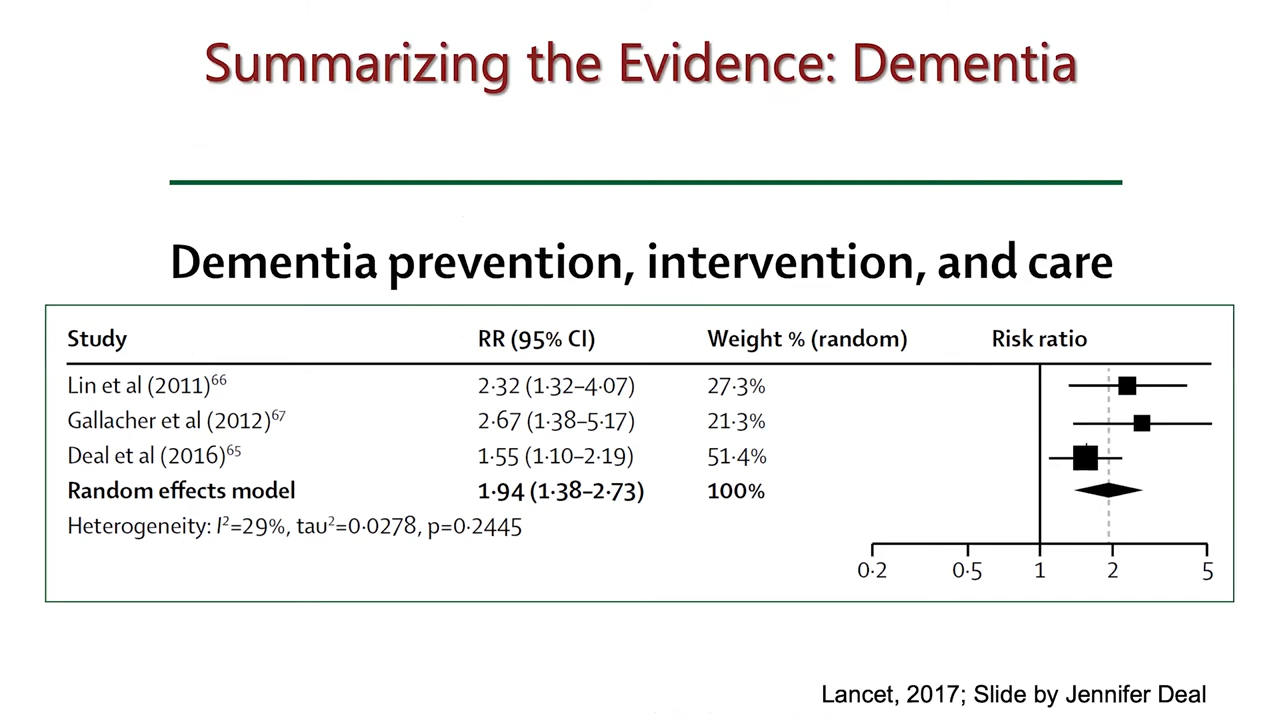 Summarizing the Evidence: Dementia
Dementia prevention, intervention, and care
Study RR (95% CI) Weight % (random) Risk ratio
Lin et al (2011)⁶⁶ 2·32 (1·32–4·07) 27·3%
Gallacher et al (2012)⁶⁷ 2·67 (1·38–5·17) 21·3%
Deal et al (2016)⁶⁵ 1·55 (1·10–2·19) 51·4%
Random effects model 1·94 (1·38–2·73) 100%
Heterogeneity: I²=29%, tau²=0·0278, p=0·2445
0·2 0·5 1 2 5
Lancet, 2017; Slide by Jennifer Deal